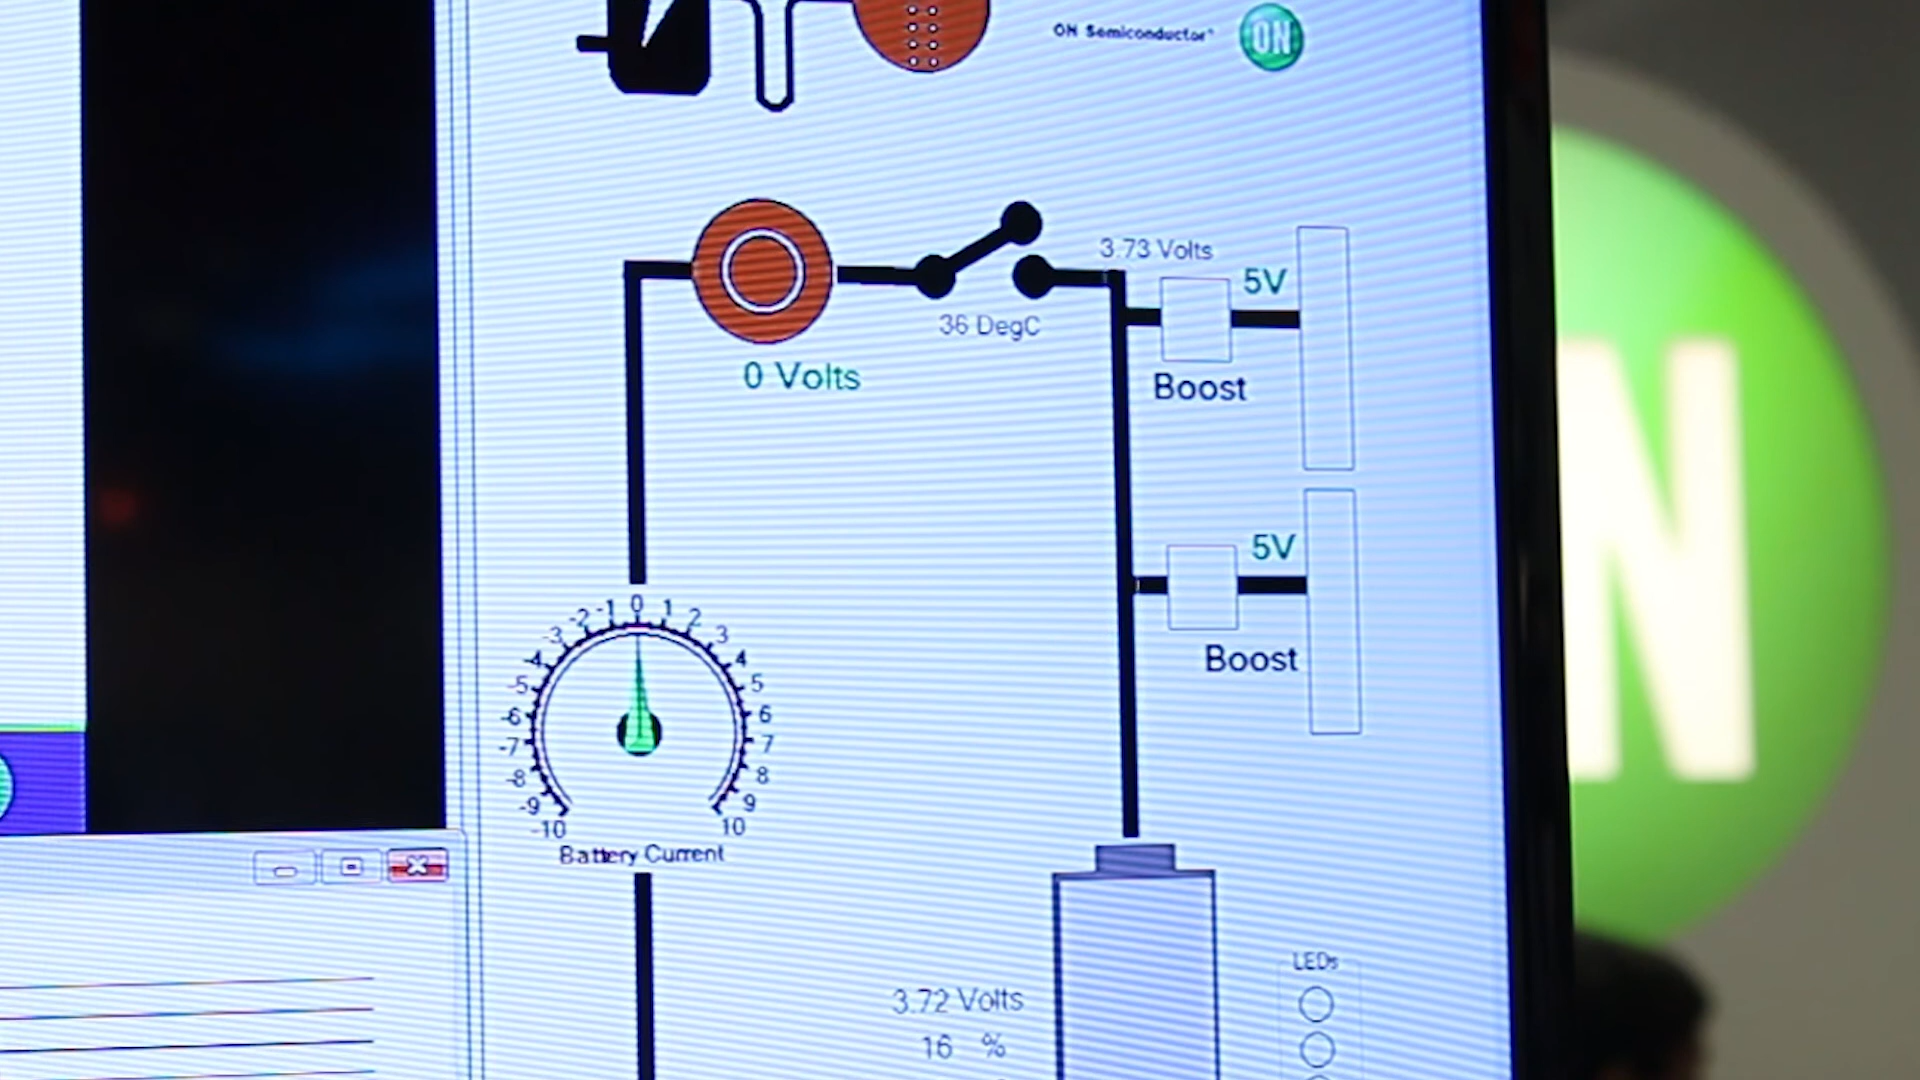 ON Semiconductor
ON
3.73 Volts
5V
36 DegC
0 Volts
Boost
5V
Boost
-10 -9 -8 -7 -6 -5 -4 -3 -2 -1 0 1 2 3 4 5 6 7 8 9 10
Battery Current
LEDs
3.72 Volts
16 %
N